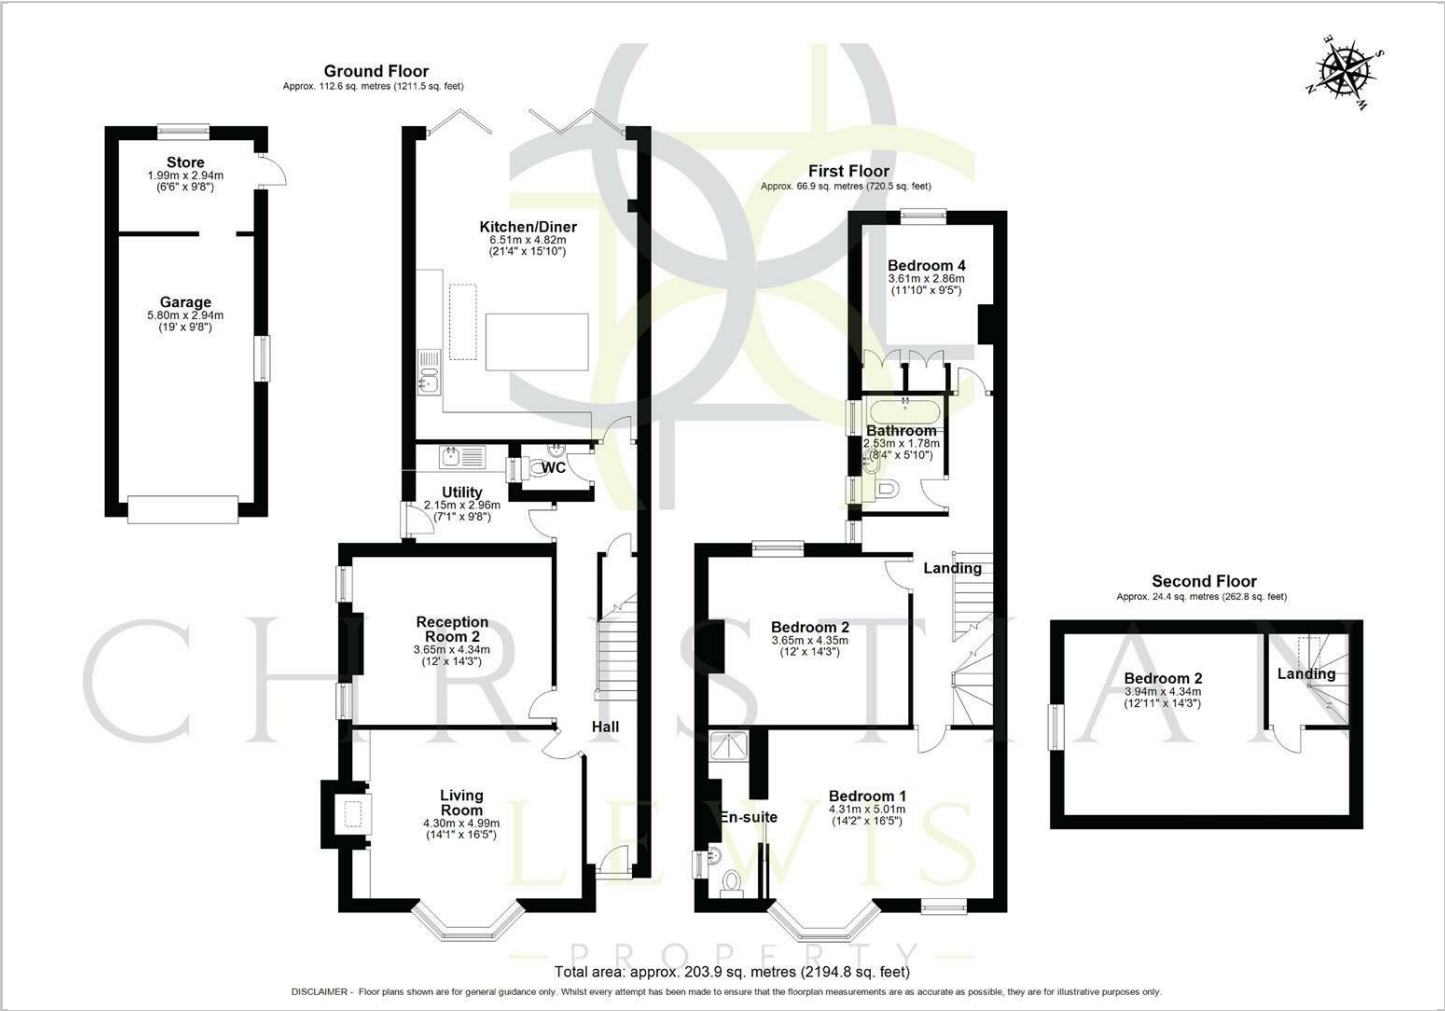 Ground Floor
Approx. 112.6 sq. metres (1211.5 sq. feet)
Store
1.99m x 2.94m
(6'6" x 9'8")
Garage
5.80m x 2.94m
(19' x 9'8")
Kitchen/Diner
6.51m x 4.82m
(21'4" x 15'10")
WC
Utility
2.15m x 2.96m
(7'1" x 9'8")
Reception
Room 2
3.65m x 4.34m
(12' x 14'3")
Hall
Living
Room
4.30m x 4.99m
(14'1" x 16'5")
First Floor
Approx. 66.9 sq. metres (720.5 sq. feet)
Bedroom 4
3.61m x 2.86m
(11'10" x 9'5")
Bathroom
2.53m x 1.78m
(8'4" x 5'10")
Landing
Bedroom 2
3.65m x 4.35m
(12' x 14'3")
En-suite
Bedroom 1
4.31m x 5.01m
(14'2" x 16'5")
Second Floor
Approx. 24.4 sq. metres (262.8 sq. feet)
Bedroom 2
3.94m x 4.34m
(12'11" x 14'3")
Landing
N
E
S
W
CHRISTIAN
LEWIS
PROPERTY
Total area: approx. 203.9 sq. metres (2194.8 sq. feet)
DISCLAIMER - Floor plans shown are for general guidance only. Whilst every attempt has been made to ensure that the floorplan measurements are as accurate as possible, they are for illustrative purposes only.